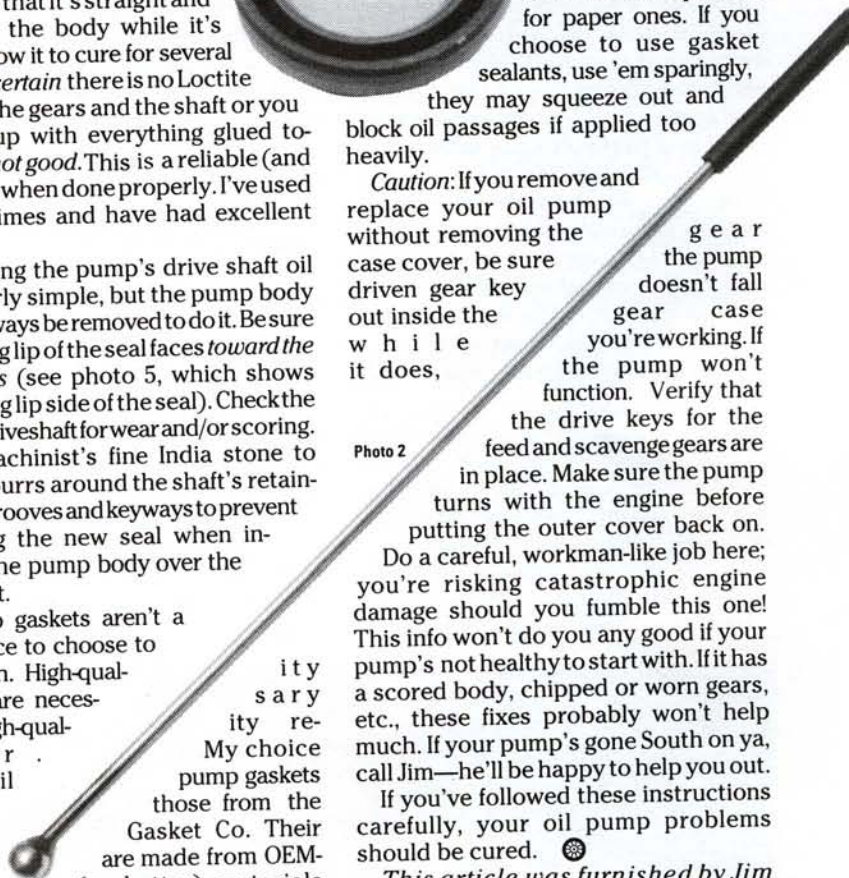 that it's straight and
the body while it's
ow it to cure for several
ertain there is no Loctite
he gears and the shaft or you
up with everything glued to-
ot good. This is a reliable (and
when done properly. I've used
imes and have had excellent
ng the pump's drive shaft oil
rly simple, but the pump body
ways be removed to do it. Be sure
g lip of the seal faces toward the
s (see photo 5, which shows
g lip side of the seal). Check the
iveshaft for wear and/or scoring.
achinist's fine India stone to
ourrs around the shaft's retain-
rooves and keyways to prevent
g the new seal when in-
he pump body over the
t.
o gaskets aren't a
ce to choose to
n. High-qual- ity
are neces- sary
gh-qual- ity re-
r . My choice
il pump gaskets
those from the
Gasket Co. Their
are made from OEM-
for paper ones. If you
choose to use gasket
sealants, use 'em sparingly,
they may squeeze out and
block oil passages if applied too
heavily.
Caution: If you remove and
replace your oil pump
without removing the gear
case cover, be sure the pump
driven gear key doesn't fall
out inside the gear case
while you're working. If
it does, the pump won't
function. Verify that
the drive keys for the
Photo 2
feed and scavenge gears are
in place. Make sure the pump
turns with the engine before
putting the outer cover back on.
Do a careful, workman-like job here;
you're risking catastrophic engine
damage should you fumble this one!
This info won't do you any good if your
pump's not healthy to start with. If it has
a scored body, chipped or worn gears,
etc., these fixes probably won't help
much. If your pump's gone South on ya,
call Jim—he'll be happy to help you out.
If you've followed these instructions
carefully, your oil pump problems
should be cured.
This article was furnished by Jim